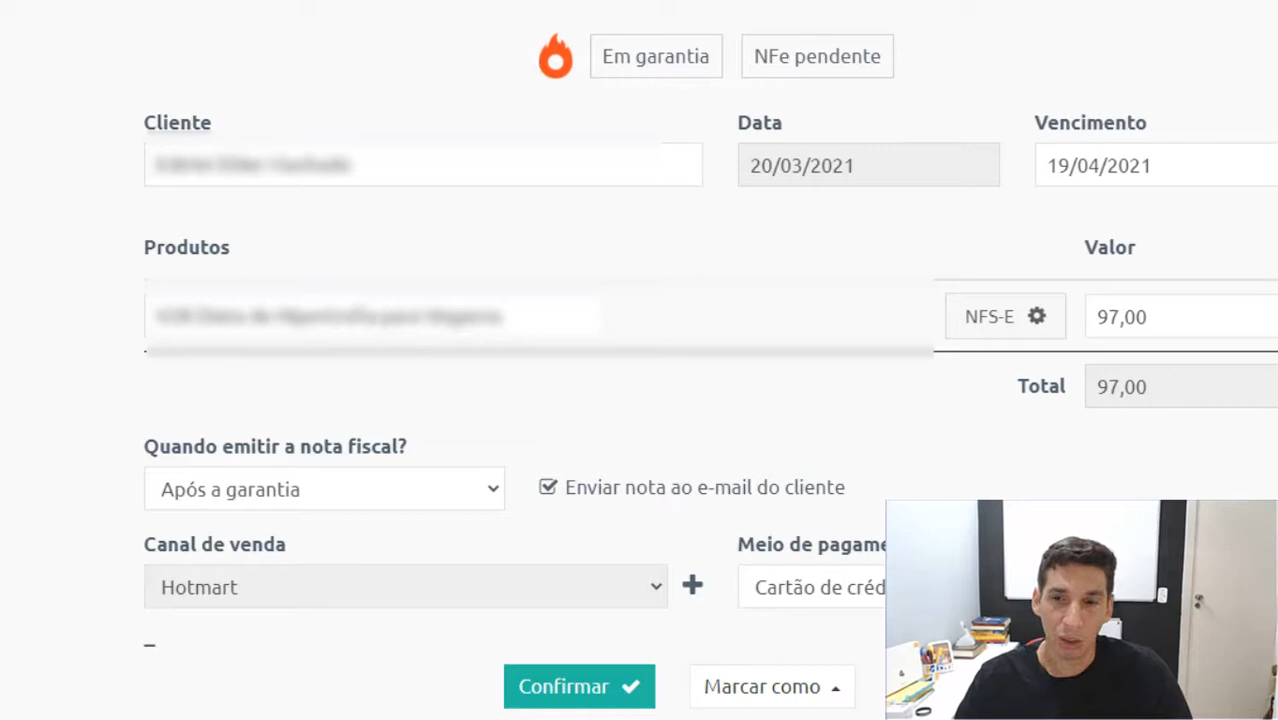 Em garantia
NFe pendente
Cliente
Data
Vencimento
20/03/2021
19/04/2021
Produtos
Valor
NFS-E
97,00
Total
97,00
Quando emitir a nota fiscal?
Após a garantia
Enviar nota ao e-mail do cliente
Canal de venda
Meio de pagame
Hotmart
Cartão de créd
Confirmar
Marcar como